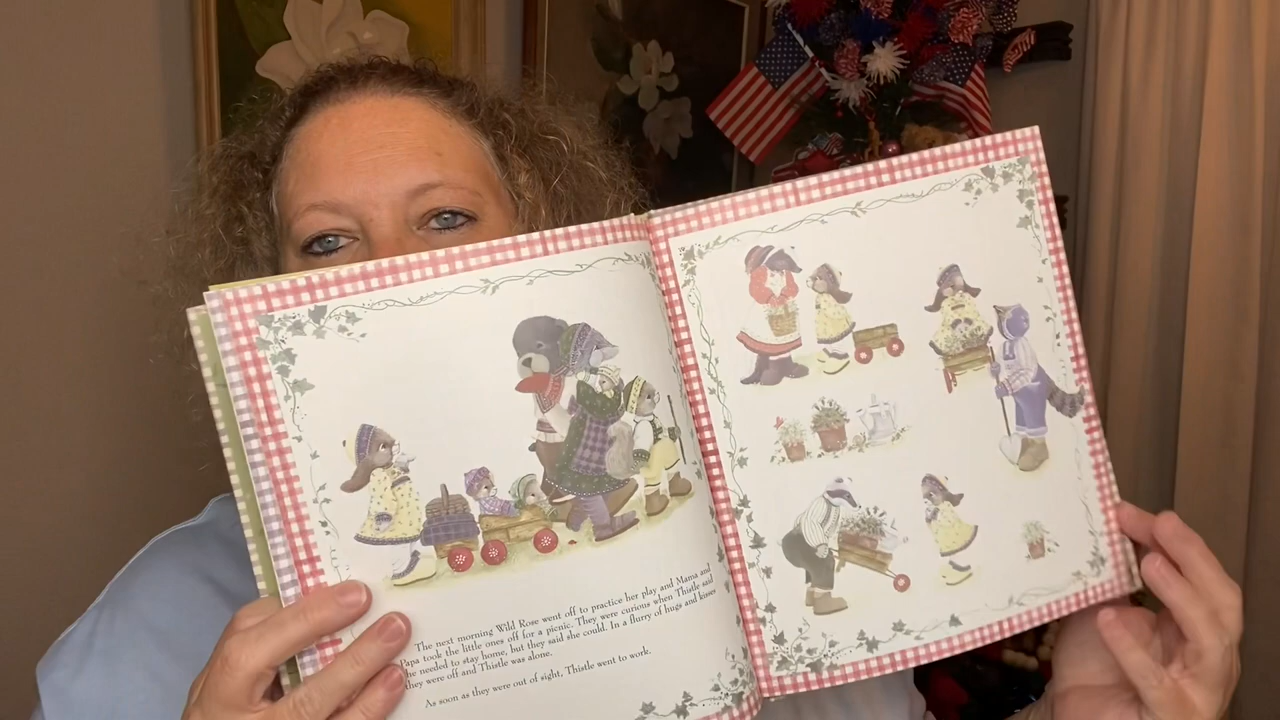 The next morning Wild Rose went off to practice her play and Mama and
Papa took the little ones off for a picnic. They were curious when Thistle said
she needed to stay home, but they said she could. In a flurry of hugs and kisses
they were off and Thistle was alone.
As soon as they were out of sight, Thistle went to work.